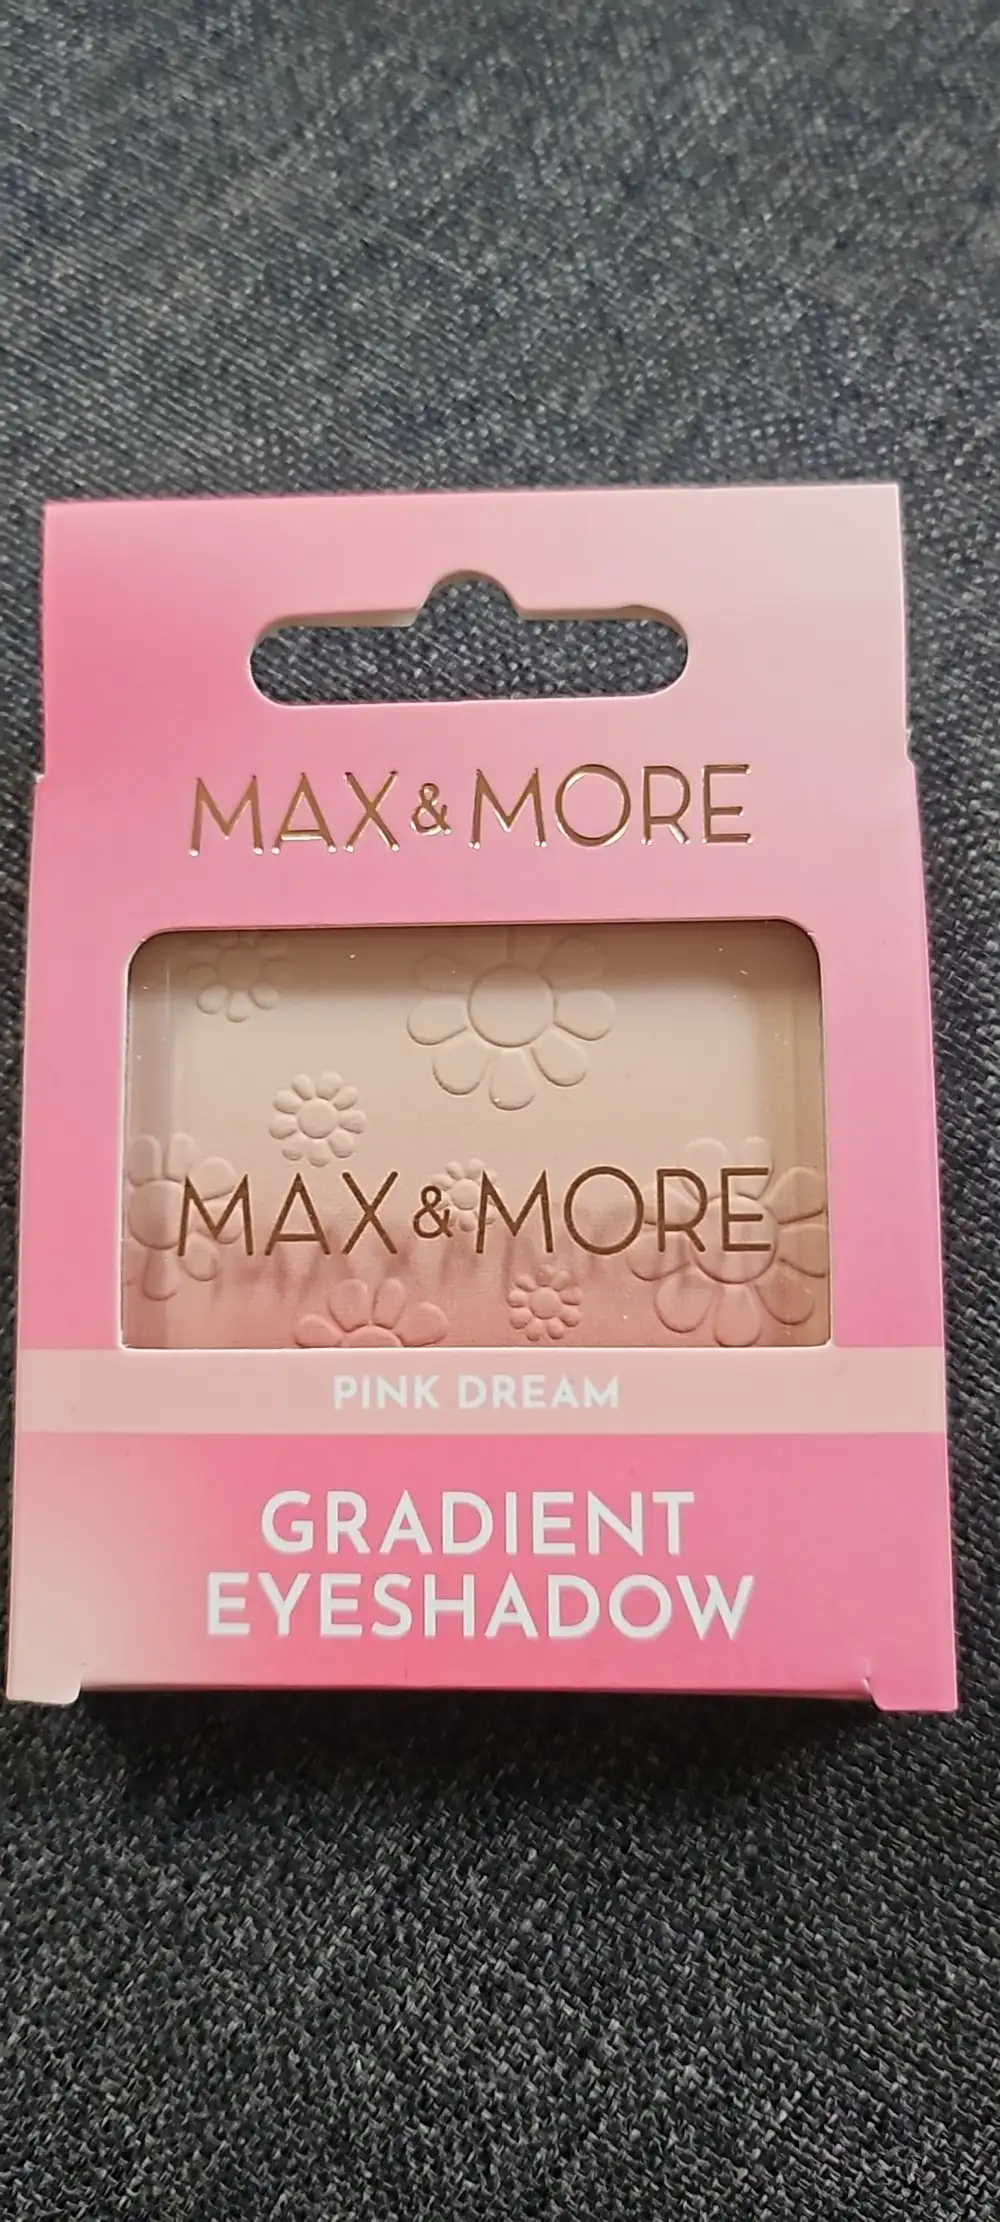 MAX & MORE
MAX & MORE
PINK DREAM
GRADIENT
EYESHADOW